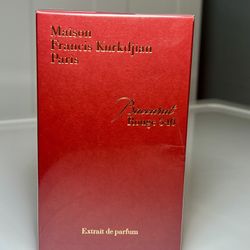 Maison
Francis Kurkdjian
Paris
Baccarat
Rouge 540
Extrait de parfum